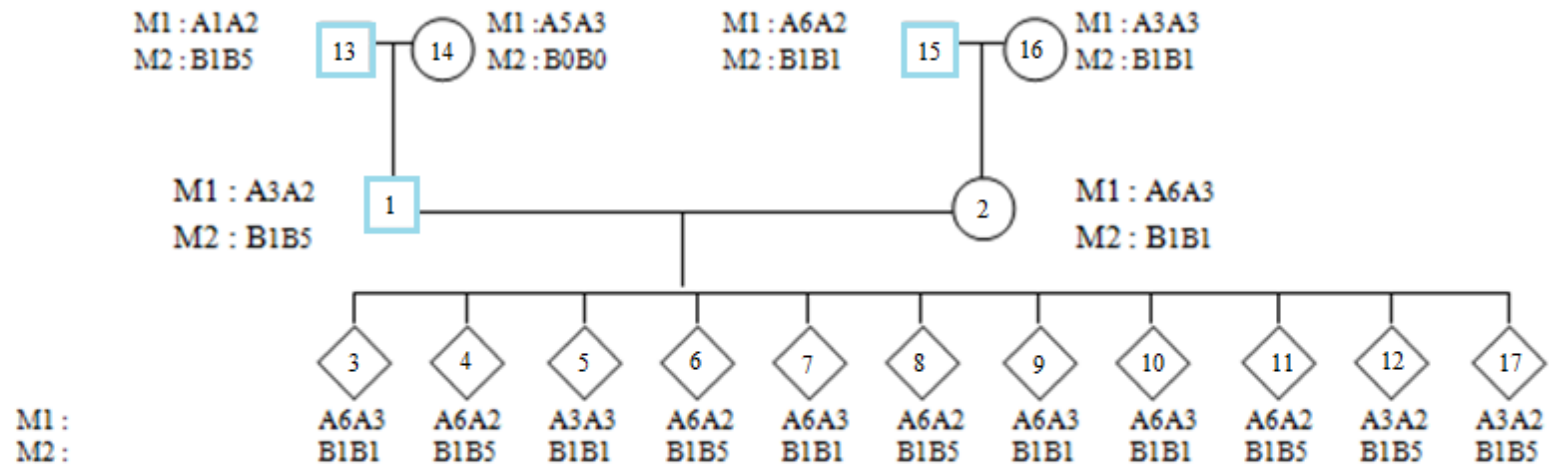 M1 : A1A2 M1 : A5A3 M1 : A6A2 M1 : A3A3
13 14 15 16
M2 : B1B5 M2 : B0B0 M2 : B1B1 M2 : B1B1
M1 : A3A2 1 2 M1 : A6A3
M2 : B1B5 M2 : B1B1
3 4 5 6 7 8 9 10 11 12 17
M1 : A6A3 A6A2 A3A3 A6A2 A6A3 A6A2 A6A3 A6A3 A6A2 A3A2 A3A2
M2 : B1B1 B1B5 B1B1 B1B5 B1B1 B1B5 B1B1 B1B1 B1B5 B1B5 B1B5